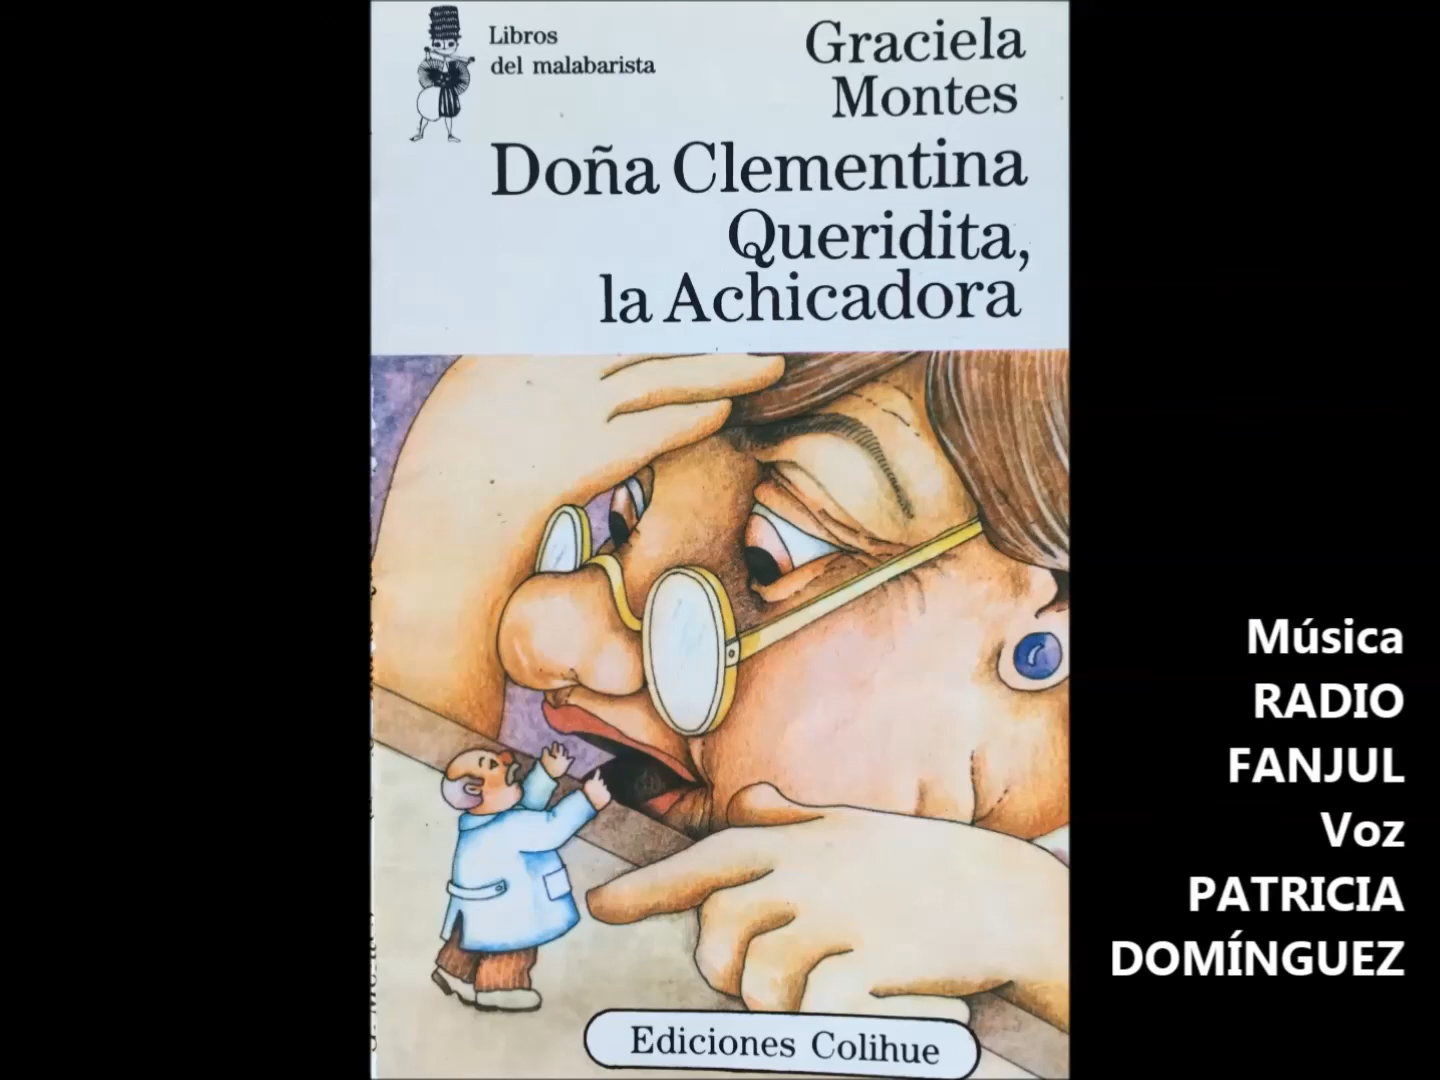 Libros
del malabarista
Graciela
Montes
Doña Clementina
Queridita,
la Achicadora
Ediciones Colihue
Música
RADIO
FANJUL
Voz
PATRICIA
DOMÍNGUEZ